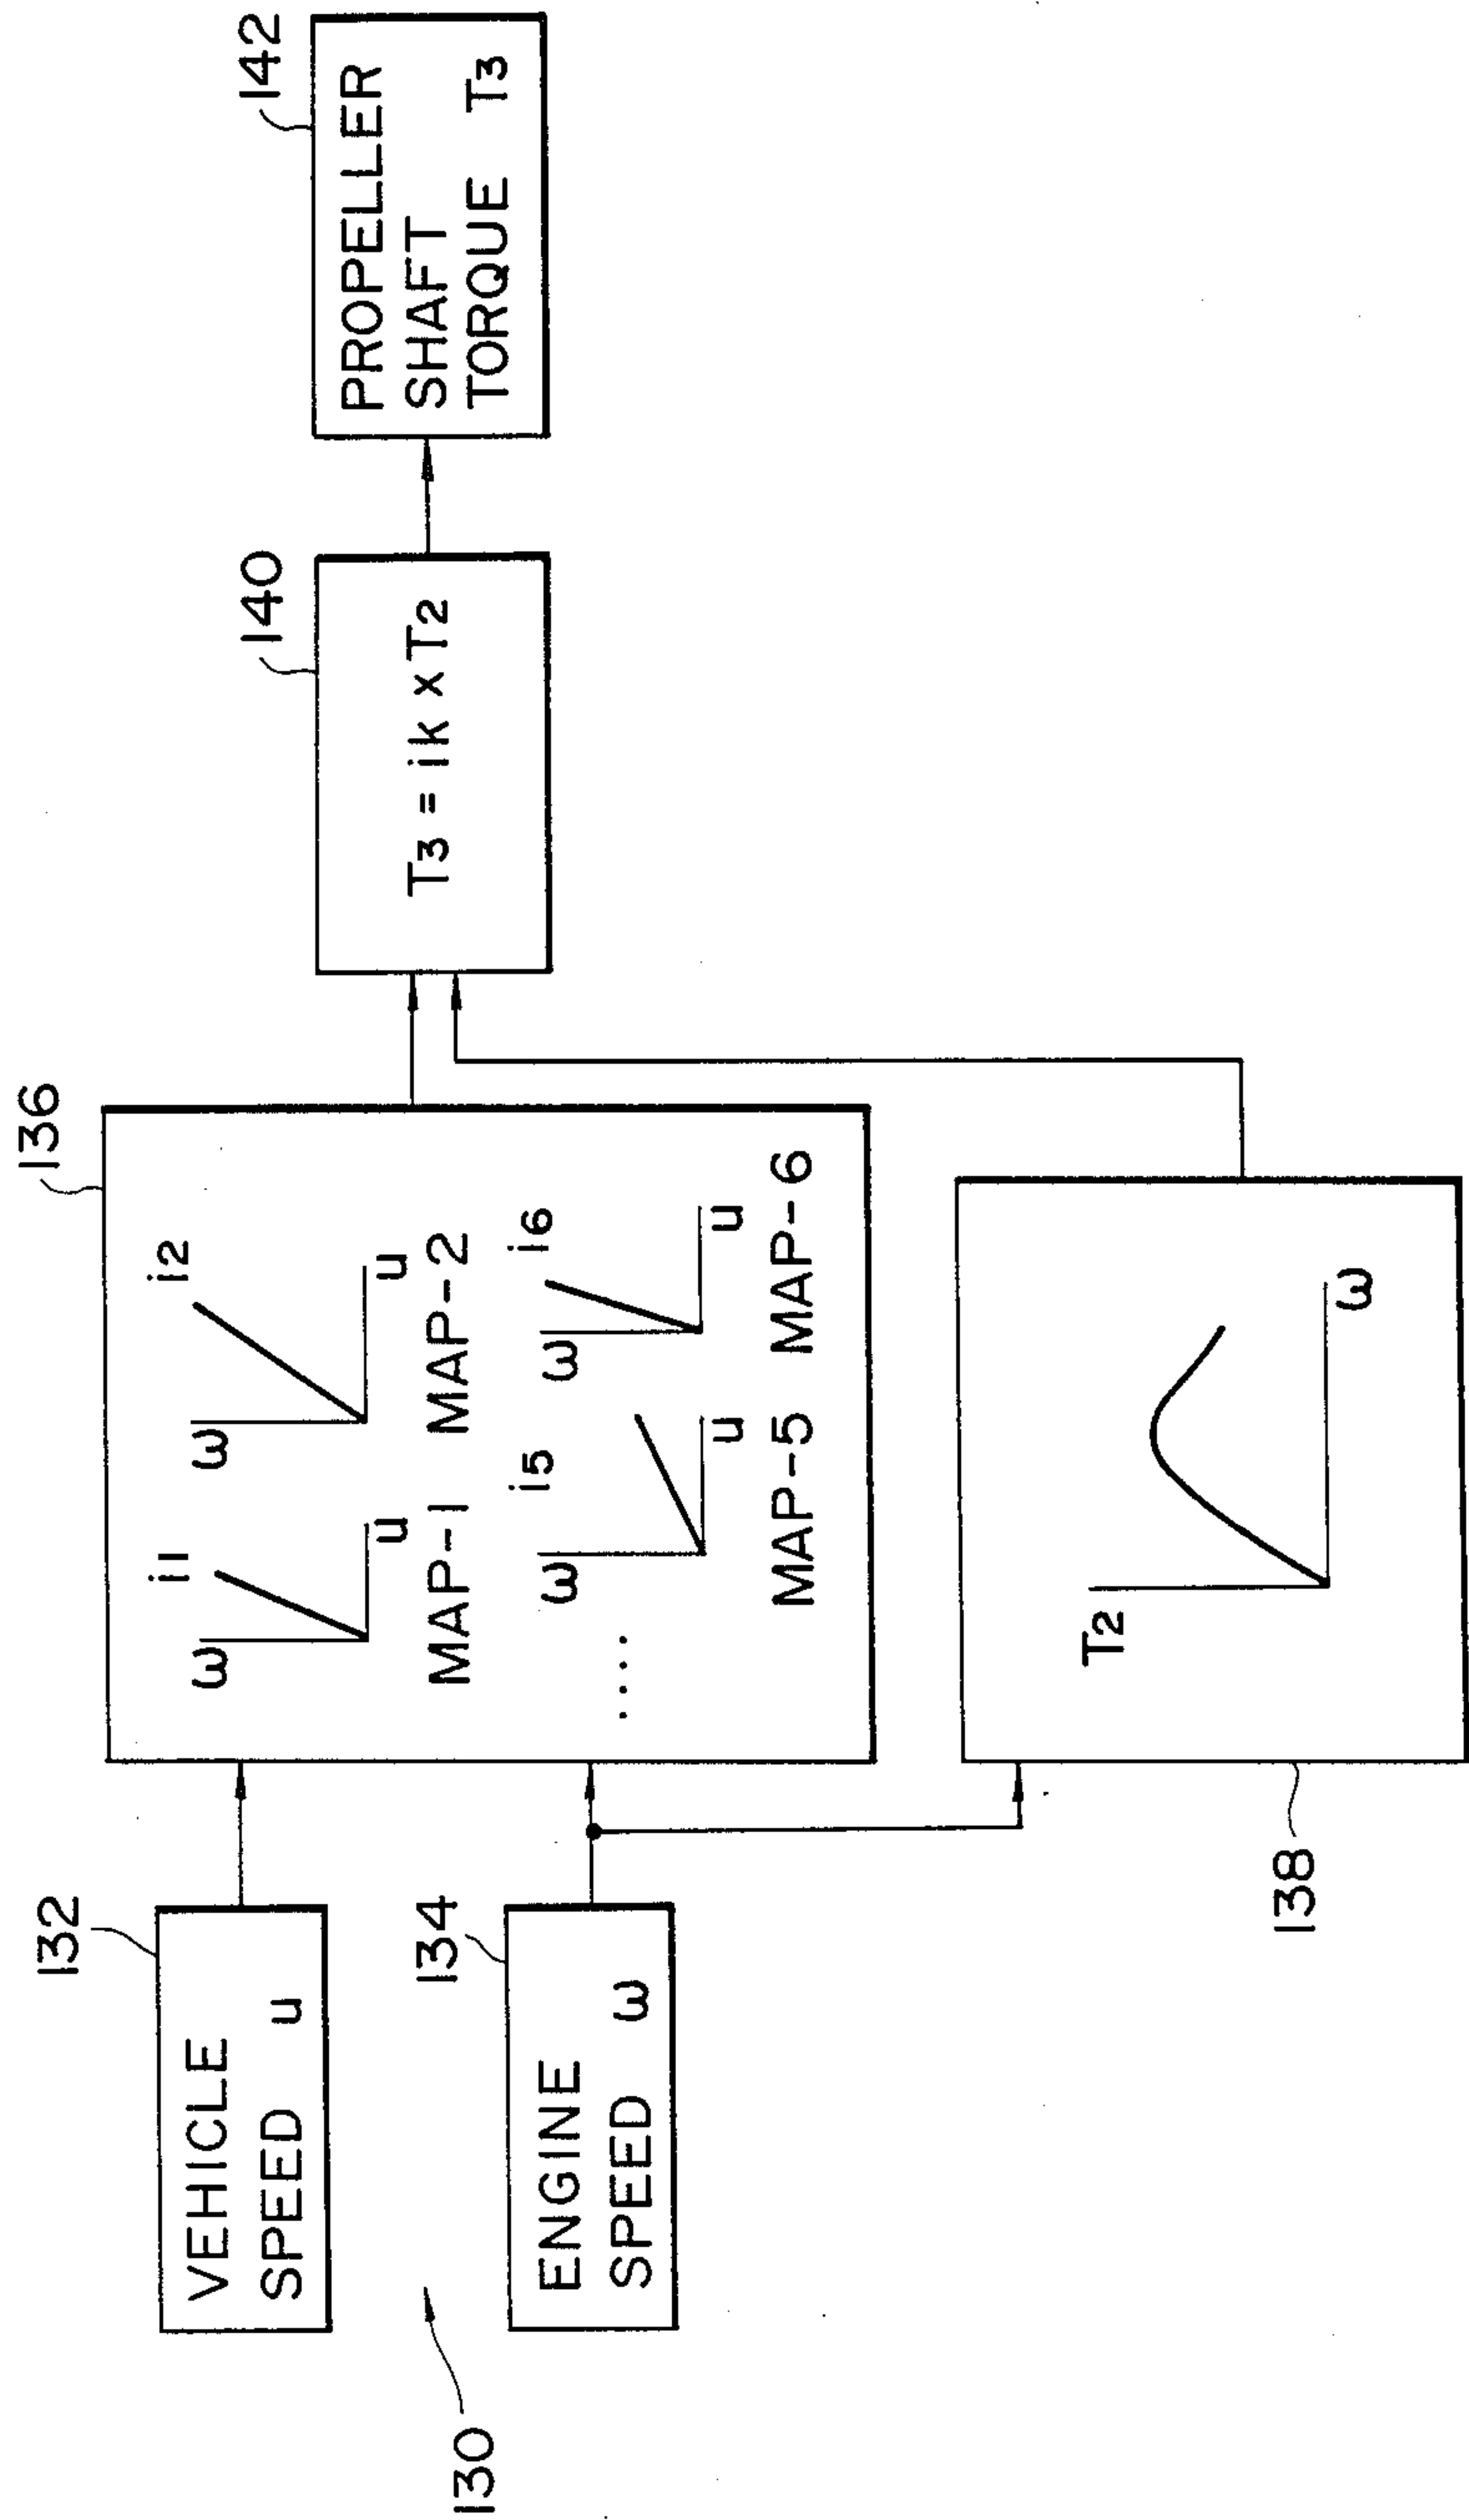 130
132
VEHICLE
SPEED u
134
ENGINE
SPEED ω
136
ω i1 u
MAP-1
ω i2 u
MAP-2
....
ω i5 u
MAP-5
ω i6 u
MAP-6
138
T2 ω
140
T3 = ik x T2
142
PROPELLER
SHAFT
TORQUE T3